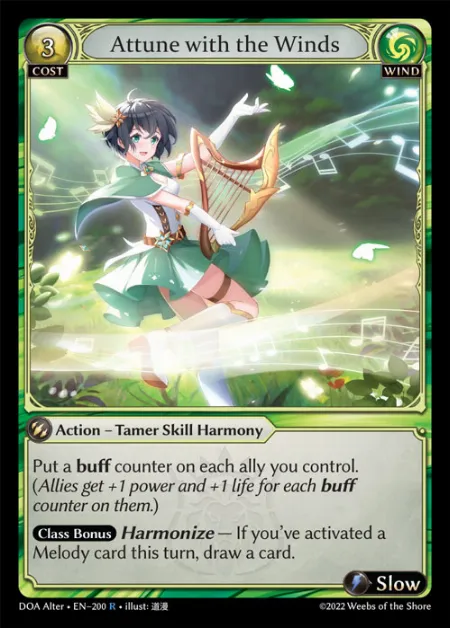 3
Attune with the Winds
COST
WIND
Action – Tamer Skill Harmony
Put a buff counter on each ally you control.
(Allies get +1 power and +1 life for each buff
counter on them.)
Class Bonus Harmonize — If you've activated a
Melody card this turn, draw a card.
Slow
DOA Alter • EN–200 R • illust: 道漫
©2022 Weebs of the Shore